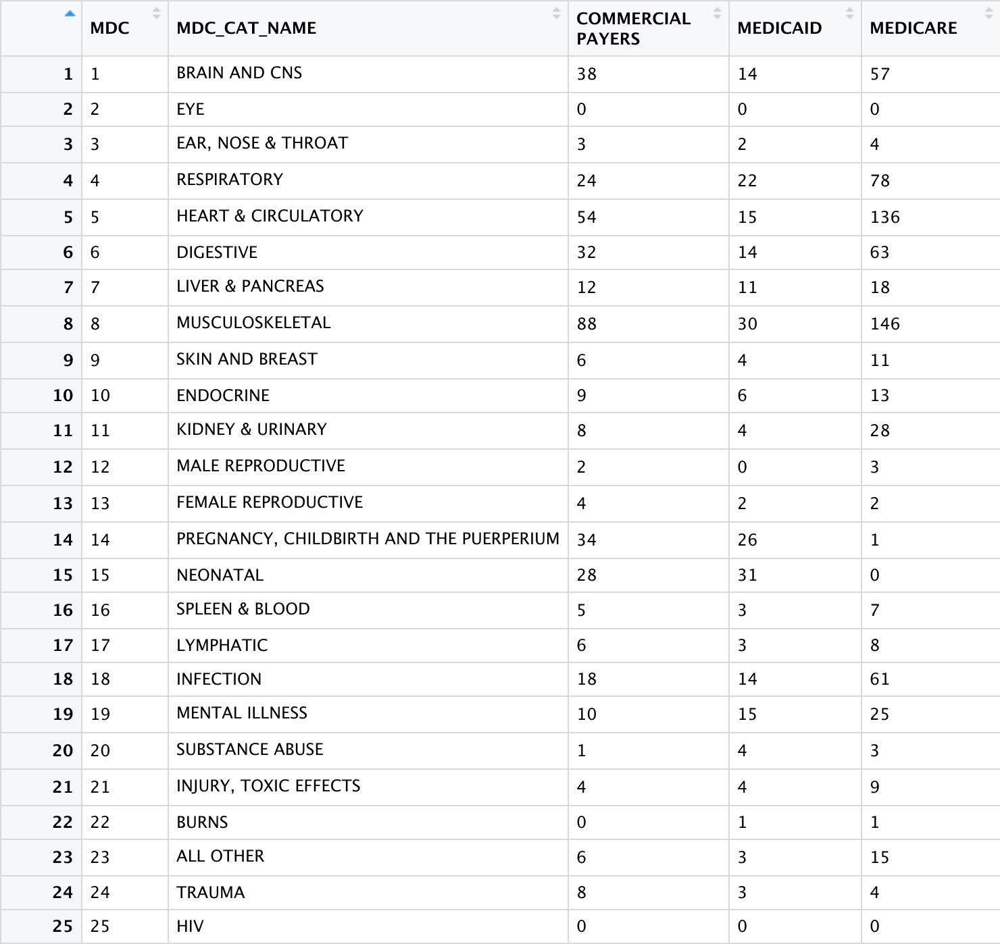 MDC MDC_CAT_NAME COMMERCIAL PAYERS MEDICAID MEDICARE
1 1 BRAIN AND CNS 38 14 57
2 2 EYE 0 0 0
3 3 EAR, NOSE & THROAT 3 2 4
4 4 RESPIRATORY 24 22 78
5 5 HEART & CIRCULATORY 54 15 136
6 6 DIGESTIVE 32 14 63
7 7 LIVER & PANCREAS 12 11 18
8 8 MUSCULOSKELETAL 88 30 146
9 9 SKIN AND BREAST 6 4 11
10 10 ENDOCRINE 9 6 13
11 11 KIDNEY & URINARY 8 4 28
12 12 MALE REPRODUCTIVE 2 0 3
13 13 FEMALE REPRODUCTIVE 4 2 2
14 14 PREGNANCY, CHILDBIRTH AND THE PUERPERIUM 34 26 1
15 15 NEONATAL 28 31 0
16 16 SPLEEN & BLOOD 5 3 7
17 17 LYMPHATIC 6 3 8
18 18 INFECTION 18 14 61
19 19 MENTAL ILLNESS 10 15 25
20 20 SUBSTANCE ABUSE 1 4 3
21 21 INJURY, TOXIC EFFECTS 4 4 9
22 22 BURNS 0 1 1
23 23 ALL OTHER 6 3 15
24 24 TRAUMA 8 3 4
25 25 HIV 0 0 0